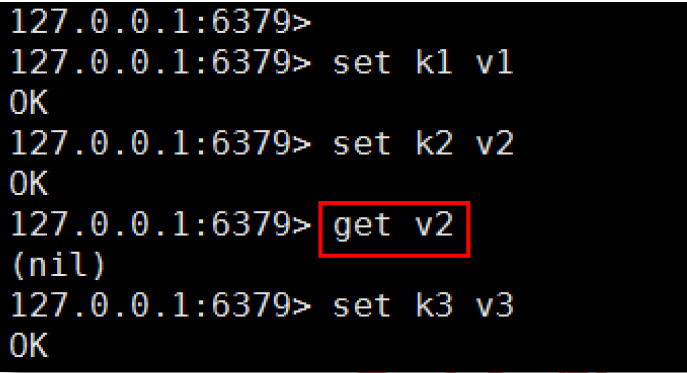 127.0.0.1:6379>
127.0.0.1:6379> set k1 v1
OK
127.0.0.1:6379> set k2 v2
OK
127.0.0.1:6379> get v2
(nil)
127.0.0.1:6379> set k3 v3
OK